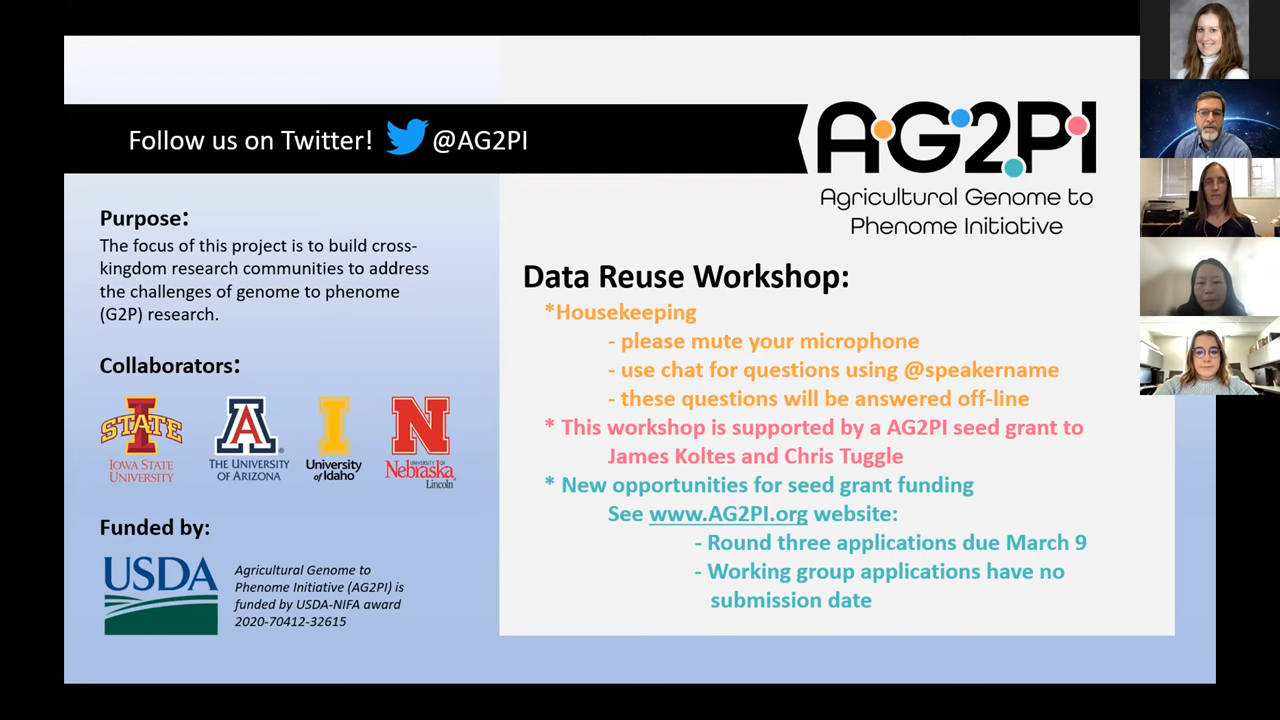 Follow us on Twitter! @AG2PI
AG2PI
Agricultural Genome to
Phenome Initiative
Purpose:
The focus of this project is to build cross-
kingdom research communities to address
the challenges of genome to phenome
(G2P) research.
Collaborators:
STATE
IOWA STATE
UNIVERSITY
A
THE UNIVERSITY
OF ARIZONA
I
University
of Idaho
N
UNIVERSITY OF
Nebraska
Lincoln
Funded by:
USDA
Agricultural Genome to
Phenome Initiative (AG2PI) is
funded by USDA-NIFA award
2020-70412-32615
Data Reuse Workshop:
*Housekeeping
- please mute your microphone
- use chat for questions using @speakername
- these questions will be answered off-line
* This workshop is supported by a AG2PI seed grant to
James Koltes and Chris Tuggle
* New opportunities for seed grant funding
See www.AG2PI.org website:
- Round three applications due March 9
- Working group applications have no
submission date